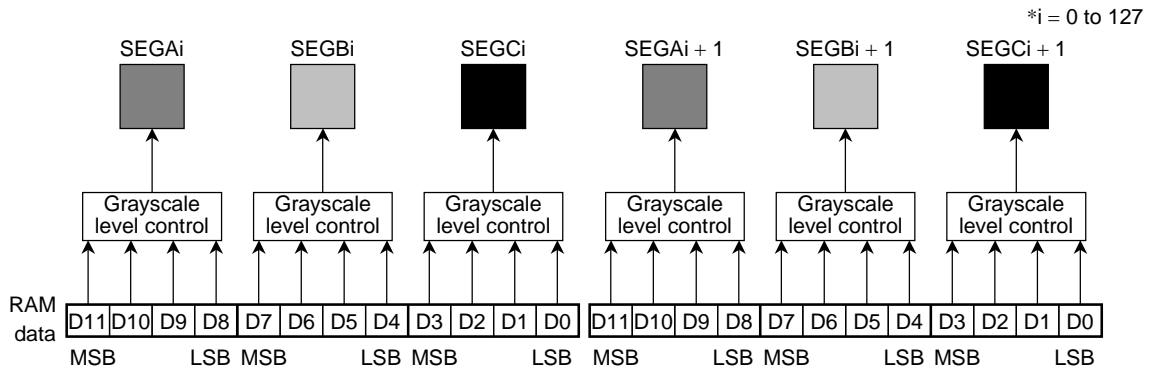 *i = 0 to 127
SEGAi SEGBi SEGCi SEGAi + 1 SEGBi + 1 SEGCi + 1
Grayscale level control Grayscale level control Grayscale level control Grayscale level control Grayscale level control Grayscale level control
RAM data D11 D10 D9 D8 D7 D6 D5 D4 D3 D2 D1 D0 D11 D10 D9 D8 D7 D6 D5 D4 D3 D2 D1 D0
MSB LSB MSB LSB MSB LSB MSB LSB MSB LSB MSB LSB